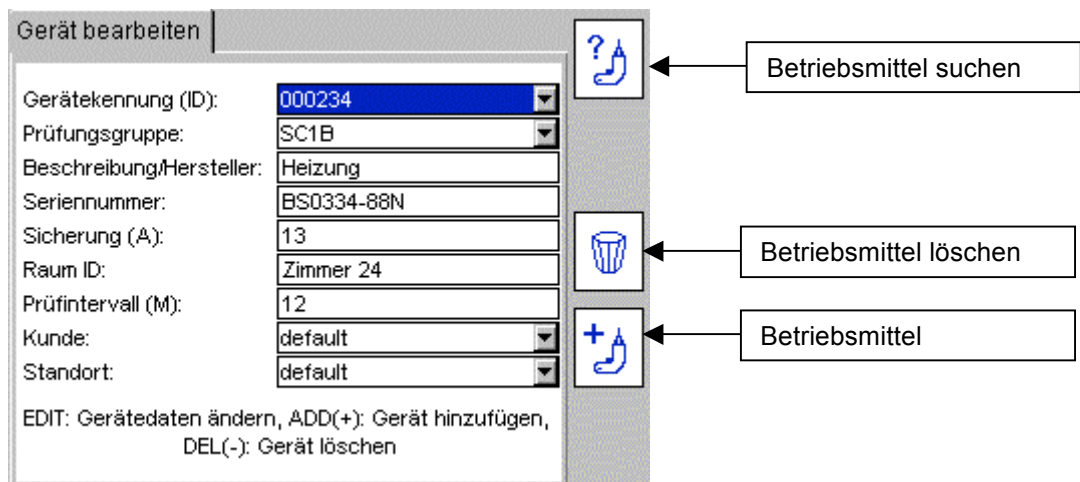 Gerät bearbeiten
?
Betriebsmittel suchen
Gerätekennung (ID): 000234
Prüfungsgruppe: SC1B
Beschreibung/Hersteller: Heizung
Seriennummer: BS0334-88N
Sicherung (A): 13
Betriebsmittel löschen
Raum ID: Zimmer 24
Prüfintervall (M): 12
Kunde: default
+
Betriebsmittel
Standort: default
EDIT: Gerätedaten ändern, ADD(+): Gerät hinzufügen,
DEL(-): Gerät löschen